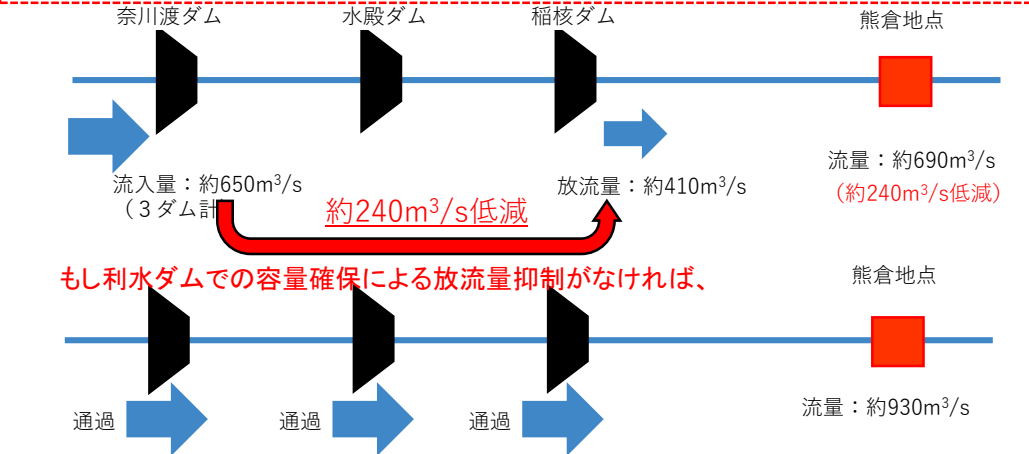 奈川渡ダム
水殿ダム
稲核ダム
熊倉地点
流入量：約650m³/s
（３ダム計
約240m³/s低減
放流量：約410m³/s
流量：約690m³/s
(約240m³/s低減)
もし利水ダムでの容量確保による放流量抑制がなければ、
熊倉地点
通過
通過
通過
流量：約930m³/s